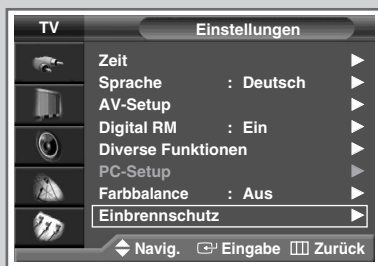 TV Einstellungen
Zeit
Sprache : Deutsch
AV-Setup
Digital RM : Ein
Diverse Funktionen
PC-Setup
Farbbalance : Aus
Einbrennschutz
Navig. Eingabe Zurück